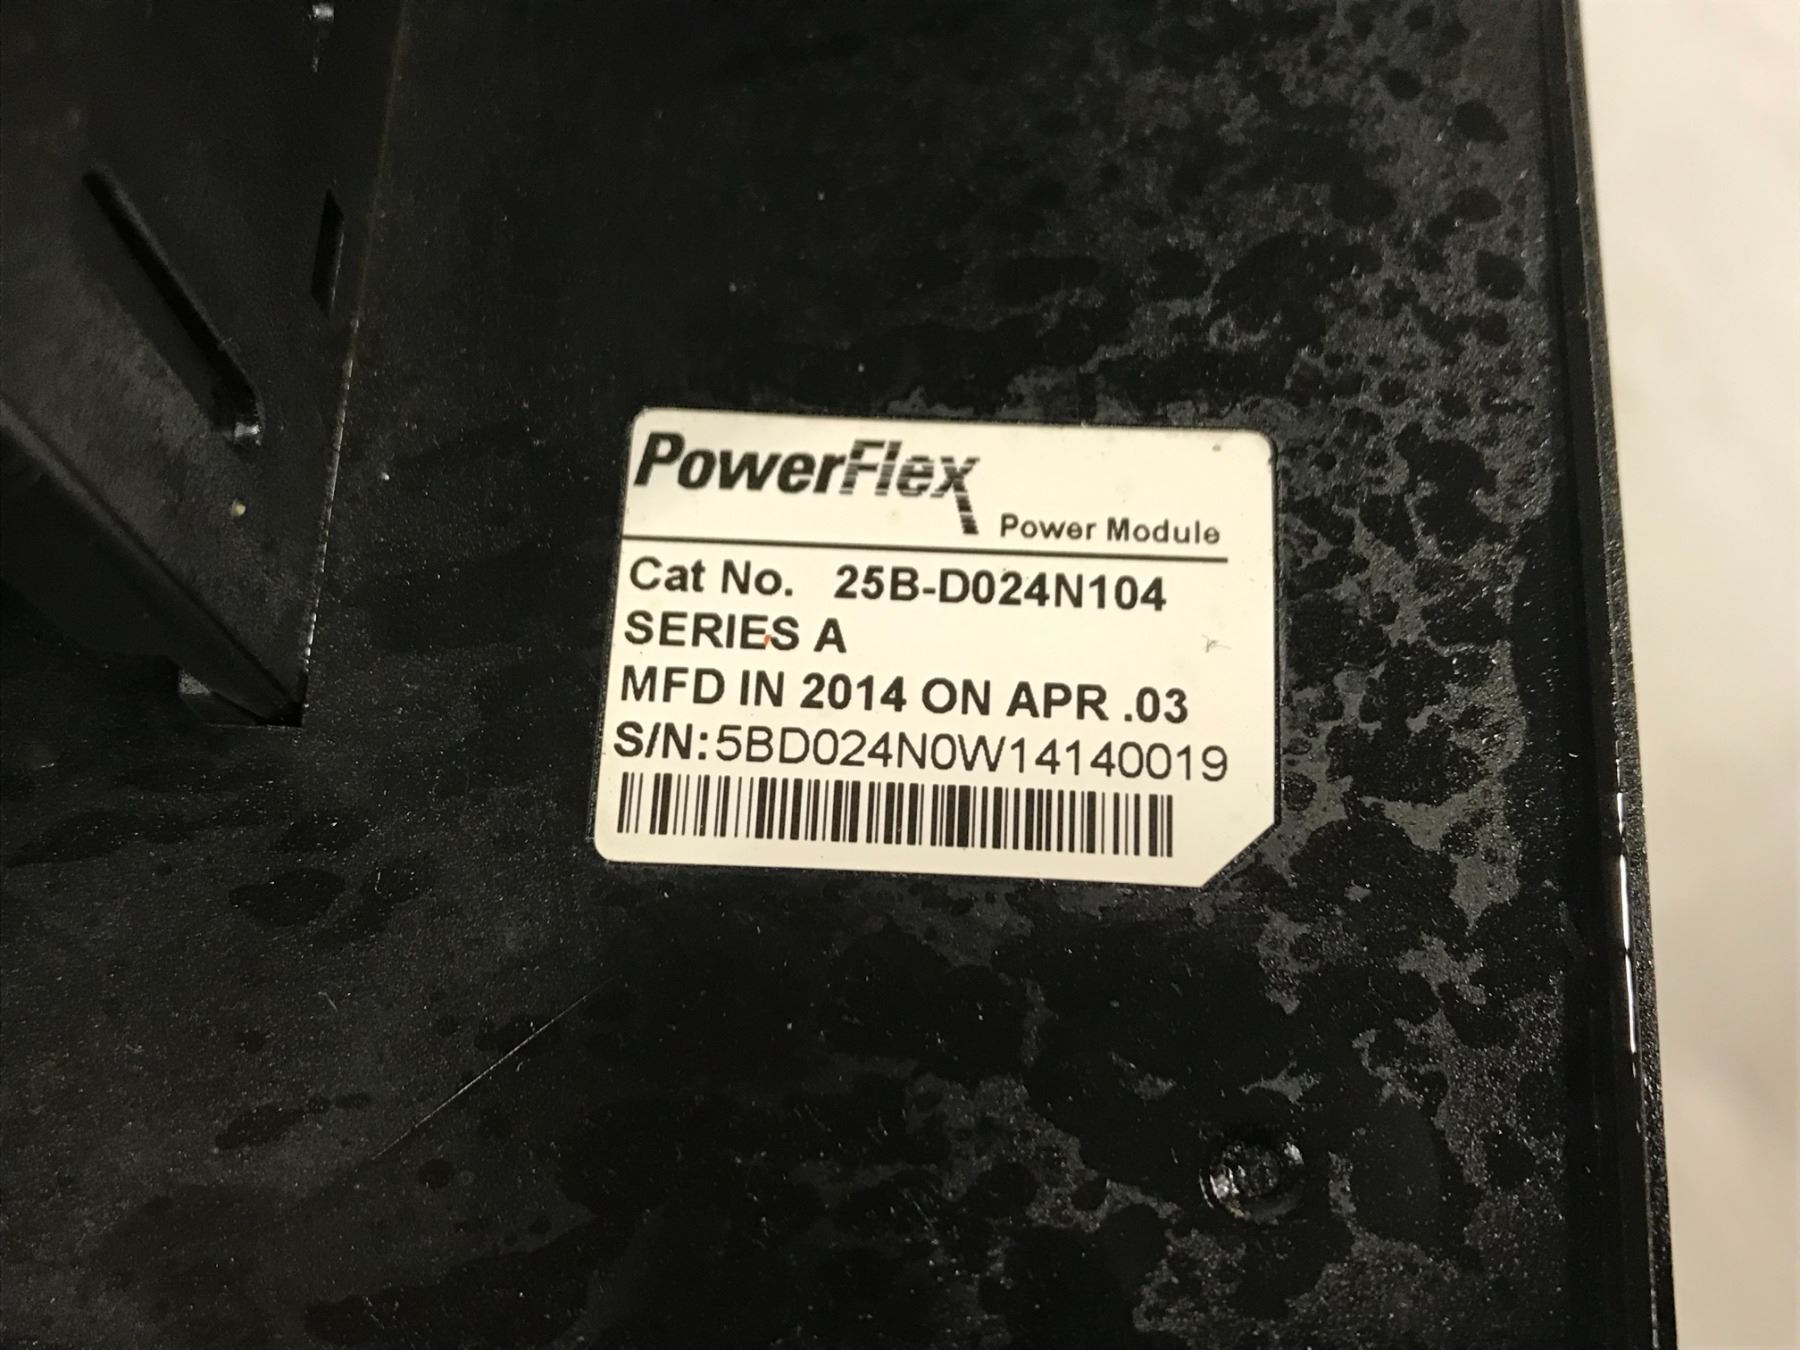 PowerFlex
Power Module
Cat No. 25B-D024N104
SERIES A
MFD IN 2014 ON APR .03
S/N:5BD024N0W14140019